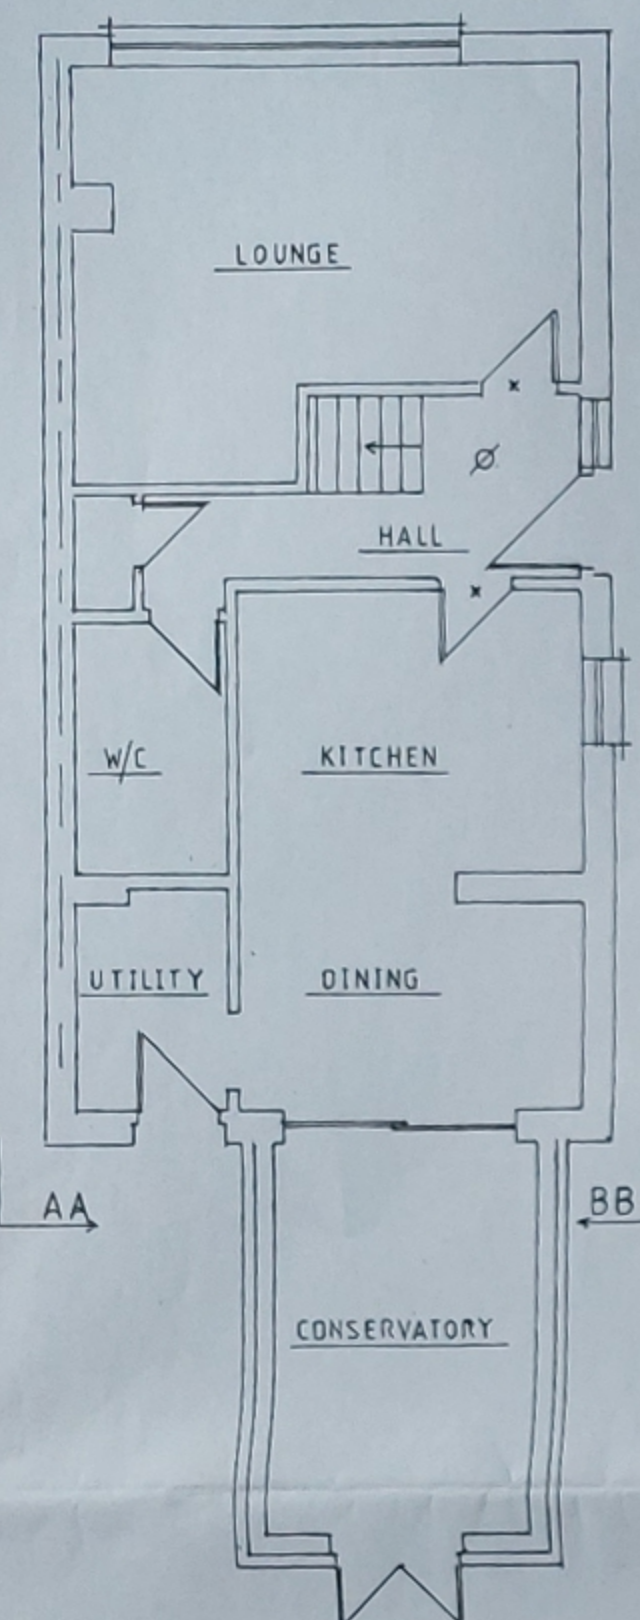 LOUNGE
HALL
W/C
KITCHEN
UTILITY
DINING
AA
BB
CONSERVATORY